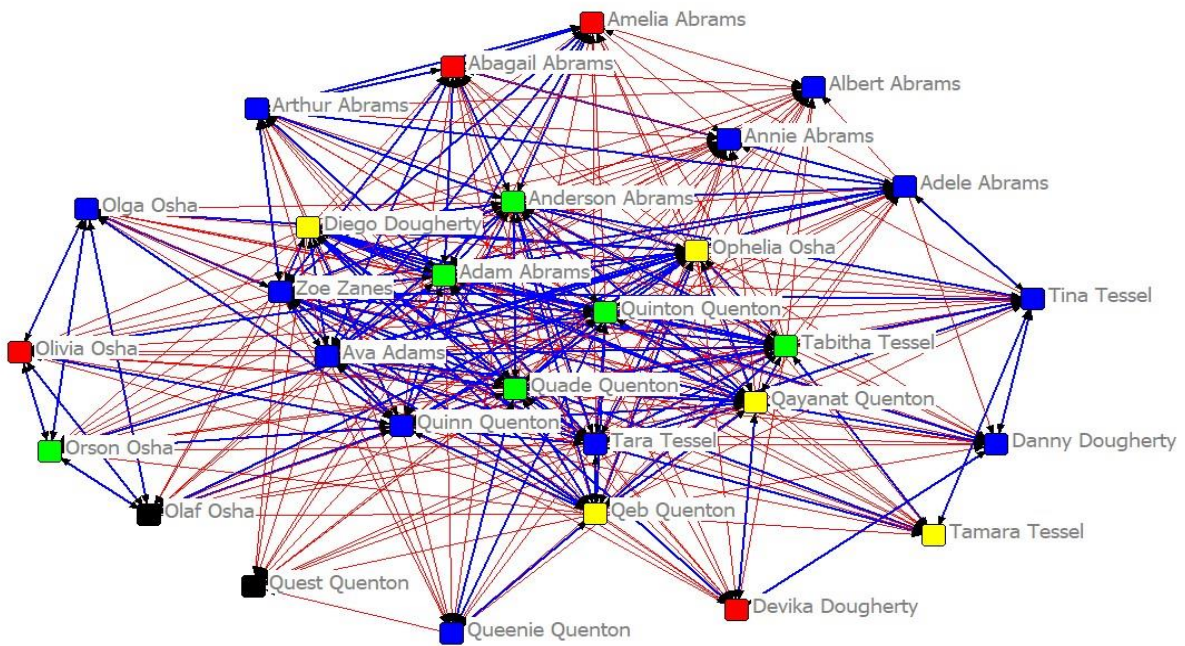 Amelia Abrams
Abagail Abrams
Albert Abrams
Arthur Abrams
Annie Abrams
Adele Abrams
Anderson Abrams
Olga Osha
Diego Dougherty
Ophelia Osha
Adam Abrams
Zoe Zanes
Tina Tessel
Quinton Quenton
Tabitha Tessel
Olivia Osha
Ava Adams
Quade Quenton
Qayanat Quenton
Quinn Quenton
Tara Tessel
Danny Dougherty
Orson Osha
Olaf Osha
Qeb Quenton
Tamara Tessel
Quest Quenton
Devika Dougherty
Queenie Quenton